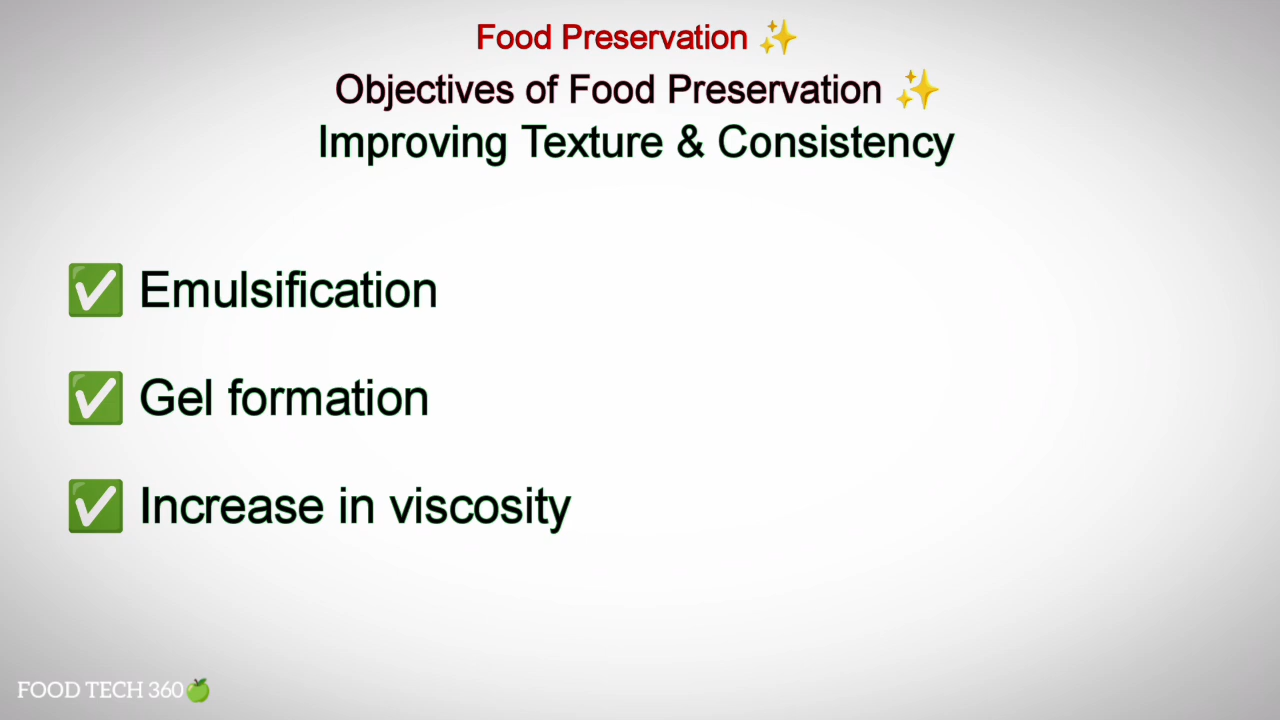 Food Preservation ✨
Objectives of Food Preservation ✨
Improving Texture & Consistency
✅ Emulsification
✅ Gel formation
✅ Increase in viscosity
FOOD TECH 360🍏